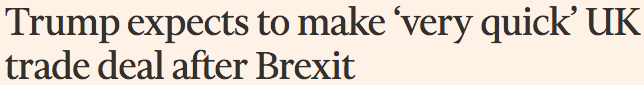 Trump expects to make ‘very quick’ UK
trade deal after Brexit